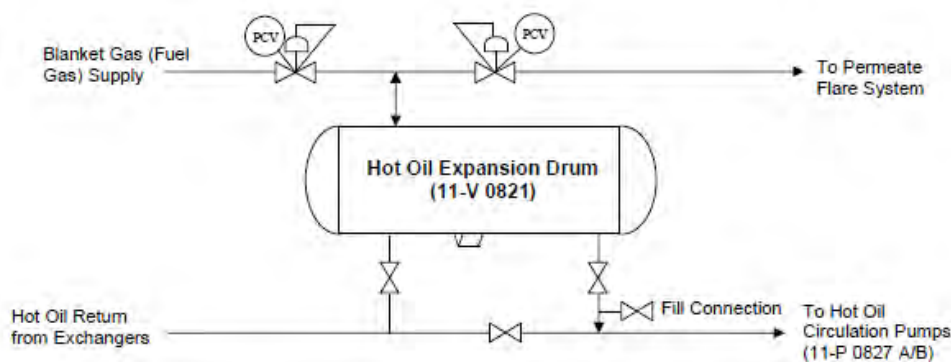 PCV
PCV
Blanket Gas (Fuel
Gas) Supply
To Permeate
Flare System
Hot Oil Expansion Drum
(11-V 0821)
Fill Connection
Hot Oil Return
from Exchangers
To Hot Oil
Circulation Pumps
(11-P 0827 A/B)